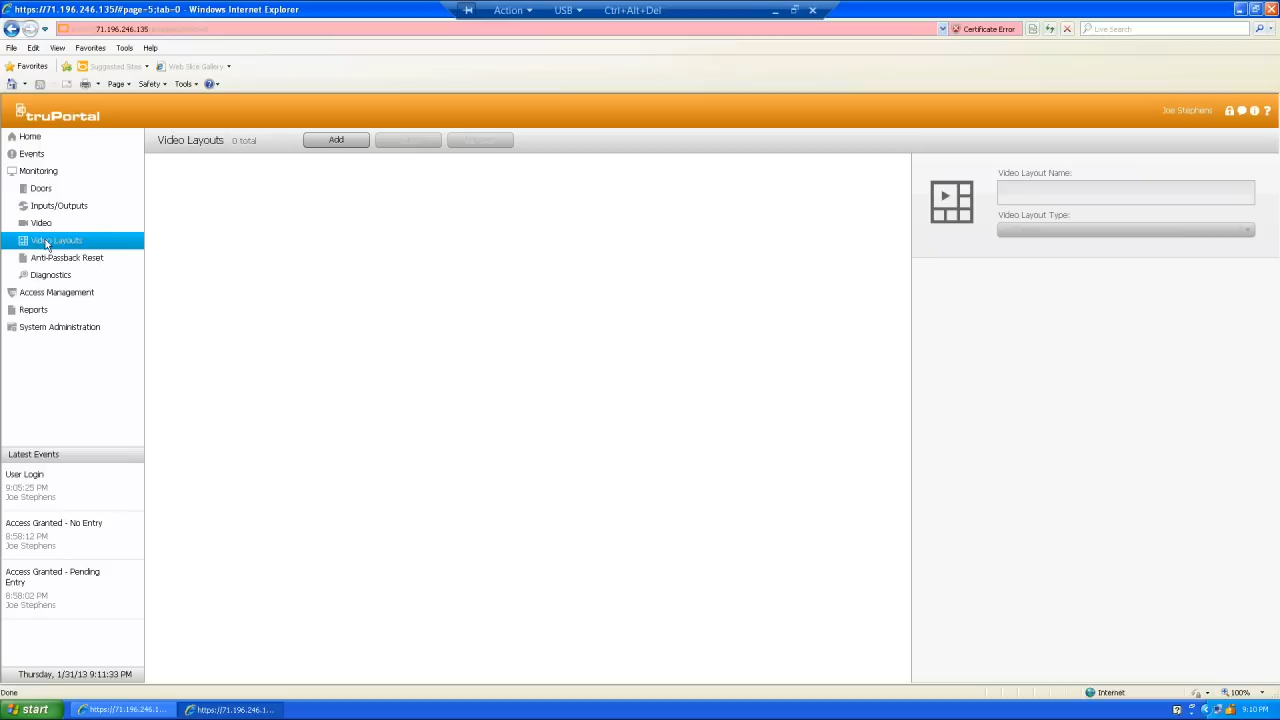 https://71.196.246.135/#page-5;tab-0 - Windows Internet Explorer
Action USB Ctrl+Alt+Del
71.196.246.135
Certificate Error
Live Search
File Edit View Favorites Tools Help
Favorites Suggested Sites Web Slice Gallery
Page Safety Tools
truPortal
Joe Stephens
Home
Video Layouts 0 total Add
Events
Monitoring
Doors
Inputs/Outputs
Video
Video Layouts
Anti-Passback Reset
Diagnostics
Access Management
Reports
System Administration
Video Layout Name:
Video Layout Type:
Latest Events
User Login
9:05:25 PM
Joe Stephens
Access Granted - No Entry
8:58:12 PM
Joe Stephens
Access Granted - Pending
Entry
8:58:02 PM
Joe Stephens
Thursday, 1/31/13 9:11:33 PM
Done
Internet
100%
start
https://71.196.246.1...
https://71.196.246.1...
9:10 PM